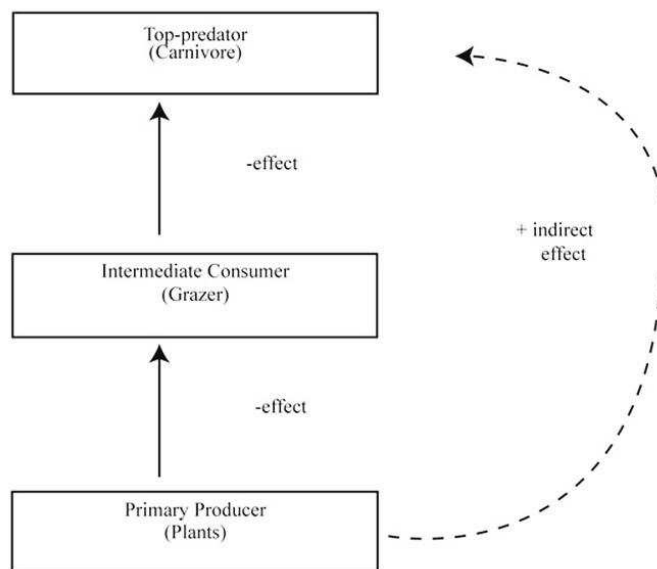 Top-predator
(Carnivore)
-effect
+ indirect
effect
Intermediate Consumer
(Grazer)
-effect
Primary Producer
(Plants)